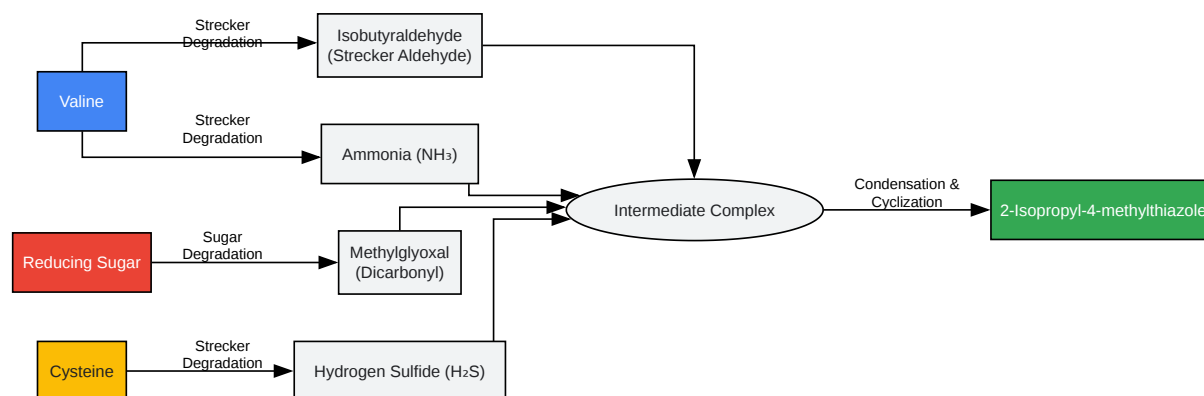 Strecker
Degradation
Isobutyraldehyde
(Strecker Aldehyde)
Valine
Strecker
Degradation
Ammonia (NH₃)
Intermediate Complex
Condensation &
Cyclization
2-Isopropyl-4-methylthiazole
Reducing Sugar
Sugar
Degradation
Methylglyoxal
(Dicarbonyl)
Cysteine
Strecker
Degradation
Hydrogen Sulfide (H₂S)